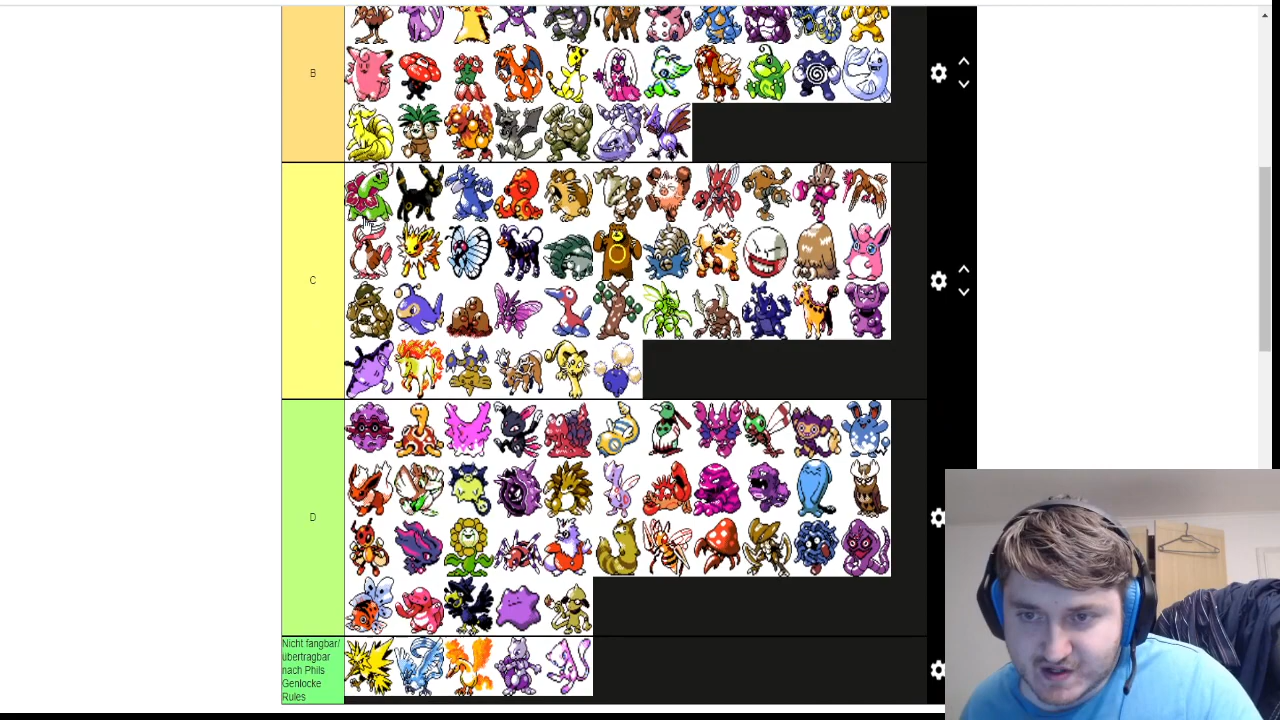 B
C
D
Nicht fangbar/
übertragbar
nach Phils
Genlocke
Rules